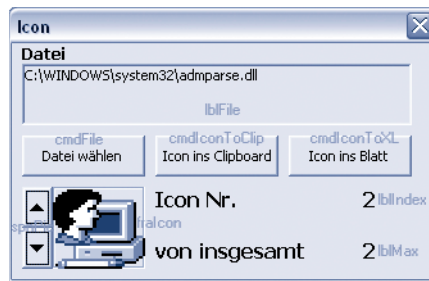 Icon
Datei
C:\WINDOWS\system32\admparse.dll
lblFile
cmdFile cmdIconToClip cmdIconToXL
Datei wählen Icon ins Clipboard Icon ins Blatt
Icon Nr. 2 lblIndex
fraIcon
von insgesamt 2 lblMax